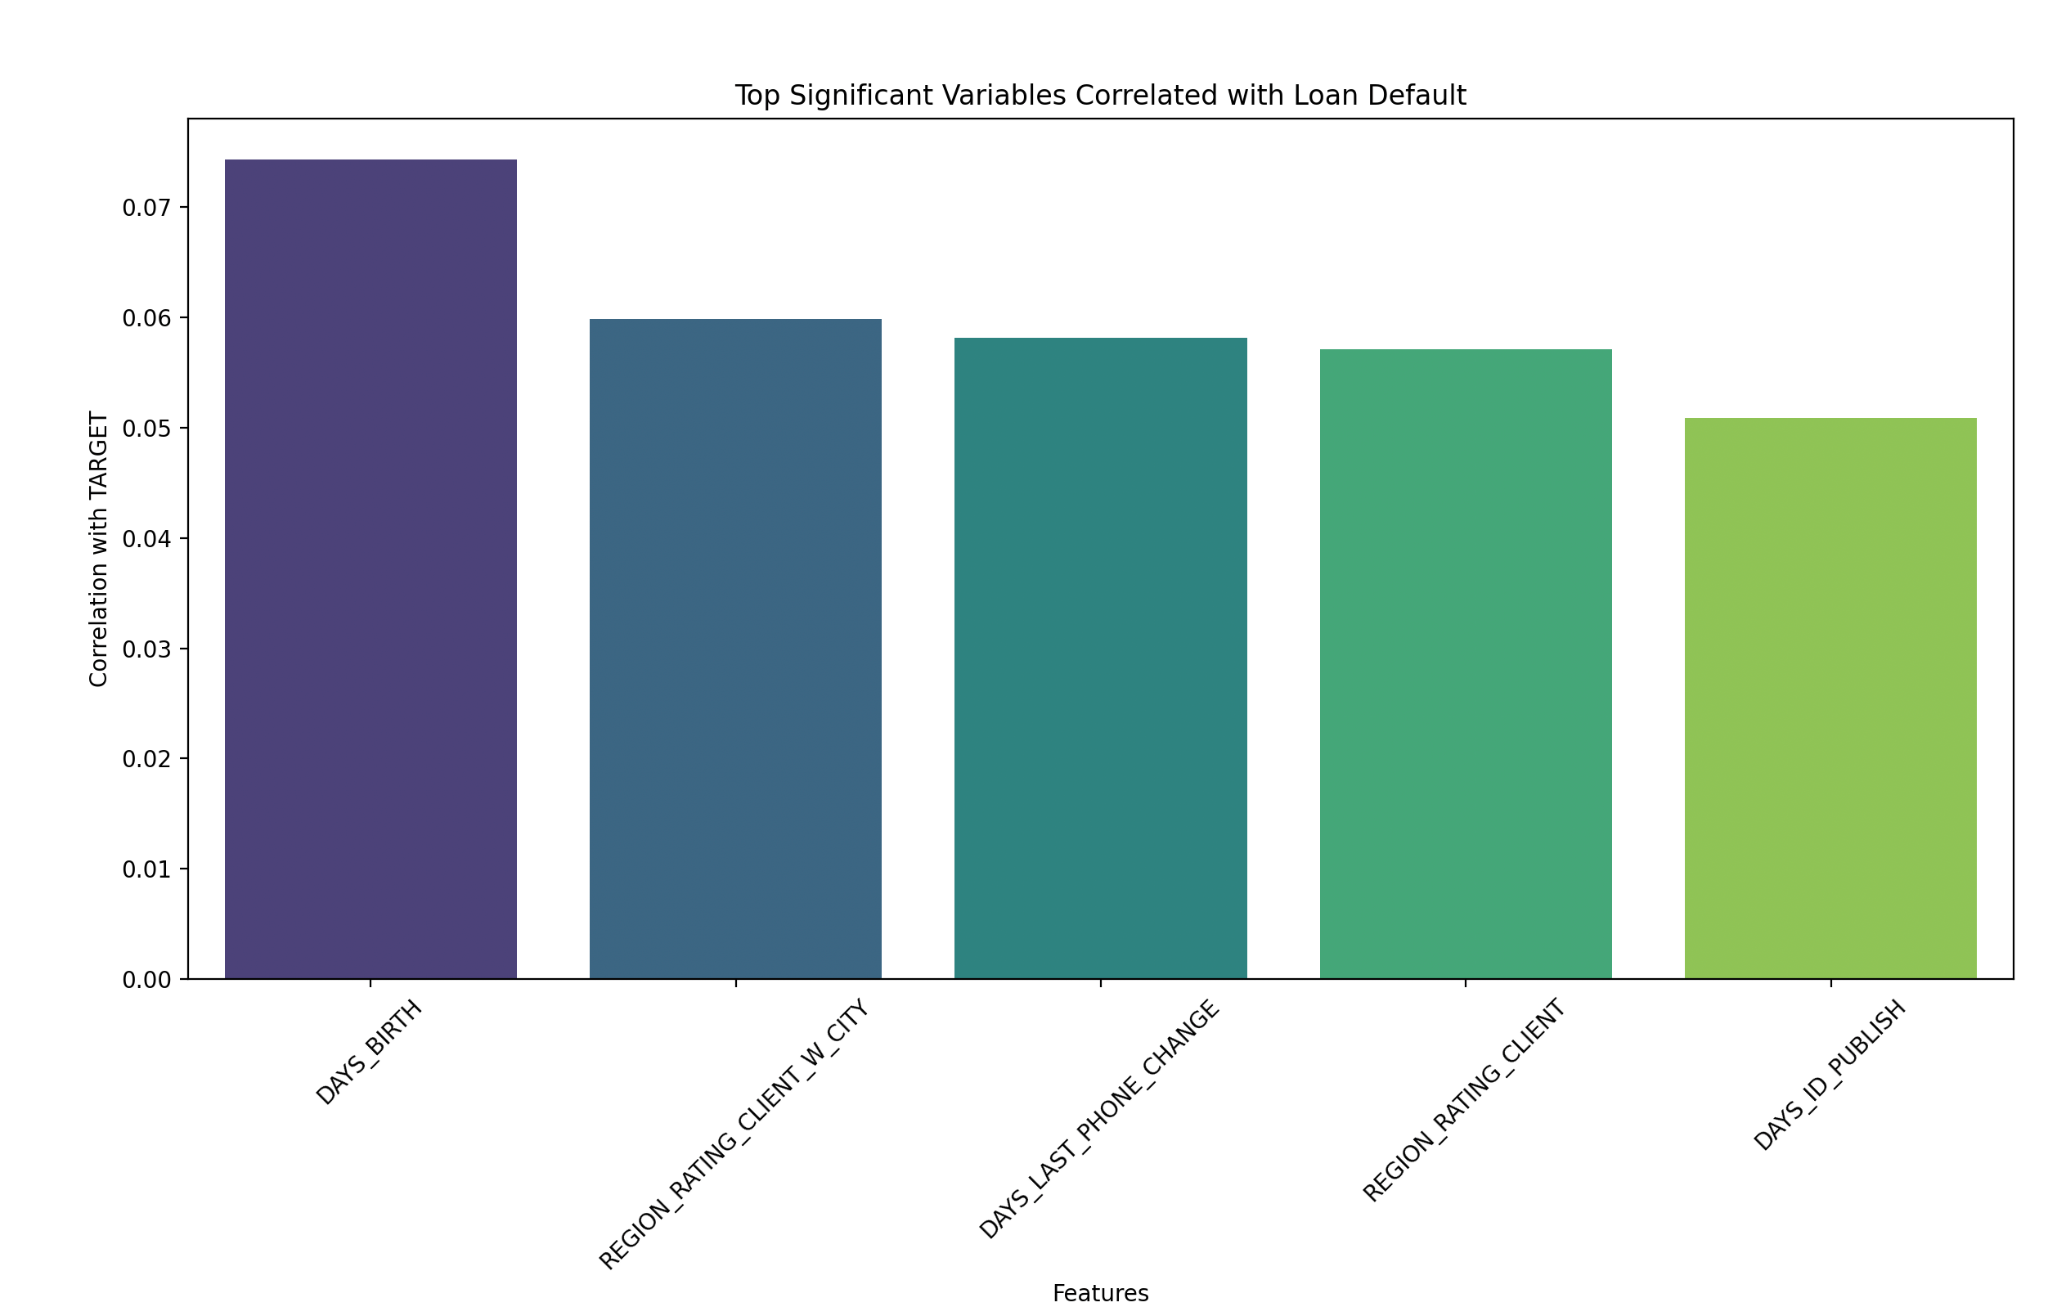 Top Significant Variables Correlated with Loan Default
Correlation with TARGET
0.07
0.06
0.05
0.04
0.03
0.02
0.01
0.00
DAYS_BIRTH
REGION_RATING_CLIENT_W_CITY
DAYS_LAST_PHONE_CHANGE
REGION_RATING_CLIENT
DAYS_ID_PUBLISH
Features